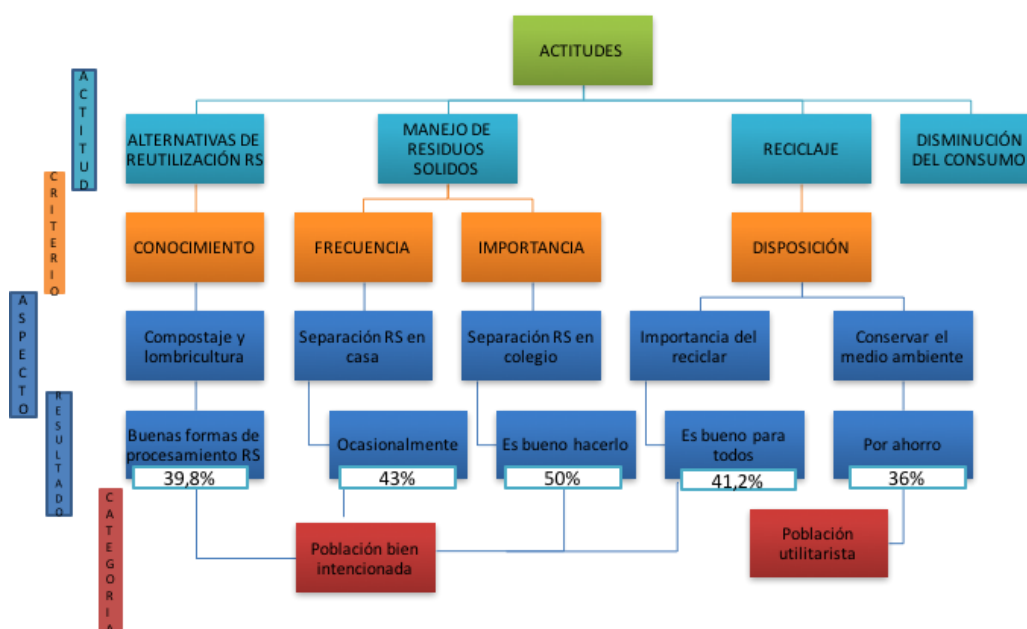 ACTITUDES
ACTITUD
ALTERNATIVAS DE
REUTILIZACIÓN RS
MANEJO DE
RESIDUOS
SOLIDOS
RECICLAJE
DISMINUCIÓN
DEL CONSUMO
CRITERIO
CONOCIMIENTO
FRECUENCIA
IMPORTANCIA
DISPOSICIÓN
ASPECTO
Compostaje y
lombricultura
Separación RS en
casa
Separación RS en
colegio
Importancia del
reciclar
Conservar el
medio ambiente
RESULTADO
Buenas formas de
procesamiento RS
39,8%
Ocasionalmente
43%
Es bueno hacerlo
50%
Es bueno para
todos
41,2%
Por ahorro
36%
CATEGORIA
Población bien
intencionada
Población
utilitarista